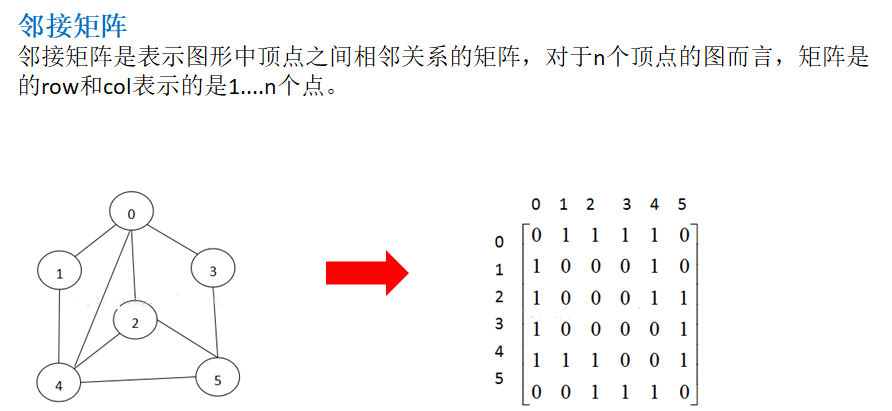 邻接矩阵
邻接矩阵是表示图形中顶点之间相邻关系的矩阵，对于n个顶点的图而言，矩阵是
的row和col表示的是1....n个点。
0
1
3
2
4
5
0 1 2 3 4 5
0 0 1 1 1 1 0
1 1 0 0 0 1 0
2 1 0 0 0 1 1
3 1 0 0 0 0 1
4 1 1 1 0 0 1
5 0 0 1 1 1 0